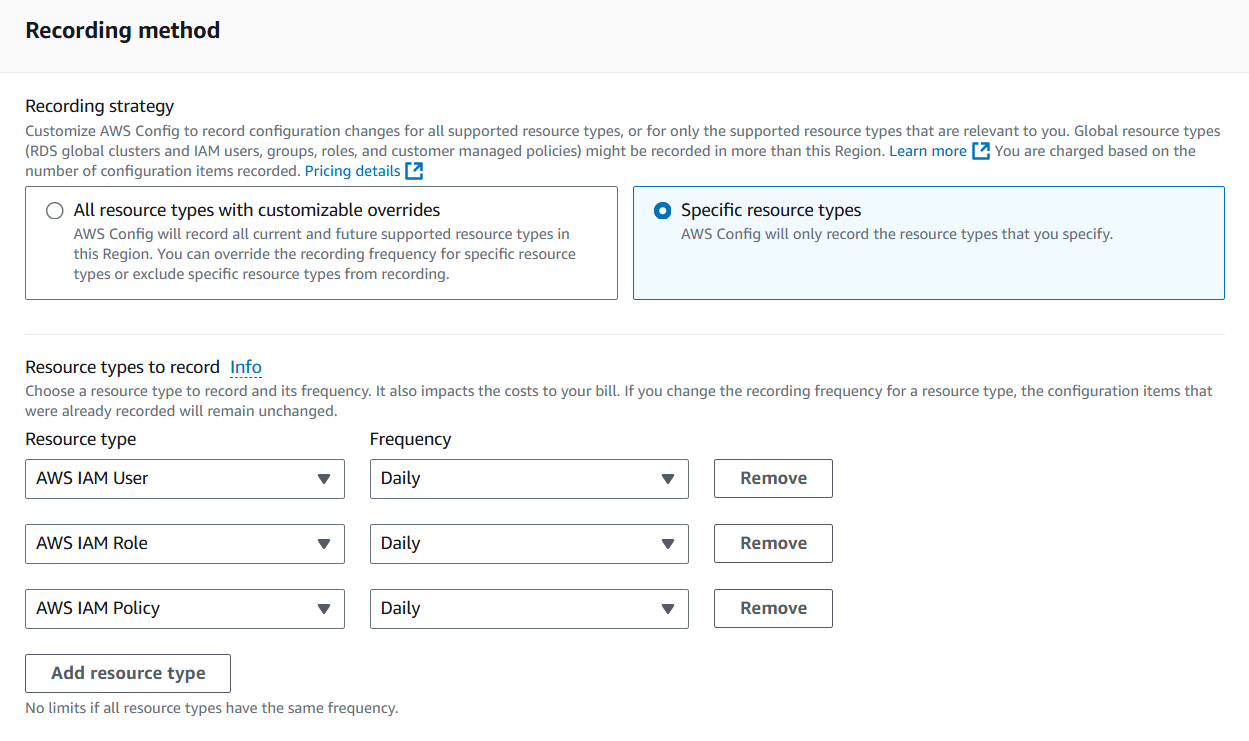 Recording method
Recording strategy
Customize AWS Config to record configuration changes for all supported resource types, or for only the supported resource types that are relevant to you. Global resource types
(RDS global clusters and IAM users, groups, roles, and customer managed policies) might be recorded in more than this Region. Learn more You are charged based on the
number of configuration items recorded. Pricing details
All resource types with customizable overrides
AWS Config will record all current and future supported resource types in
this Region. You can override the recording frequency for specific resource
types or exclude specific resource types from recording.
Specific resource types
AWS Config will only record the resource types that you specify.
Resource types to record Info
Choose a resource type to record and its frequency. It also impacts the costs to your bill. If you change the recording frequency for a resource type, the configuration items that
were already recorded will remain unchanged.
Resource type Frequency
AWS IAM User Daily Remove
AWS IAM Role Daily Remove
AWS IAM Policy Daily Remove
Add resource type
No limits if all resource types have the same frequency.